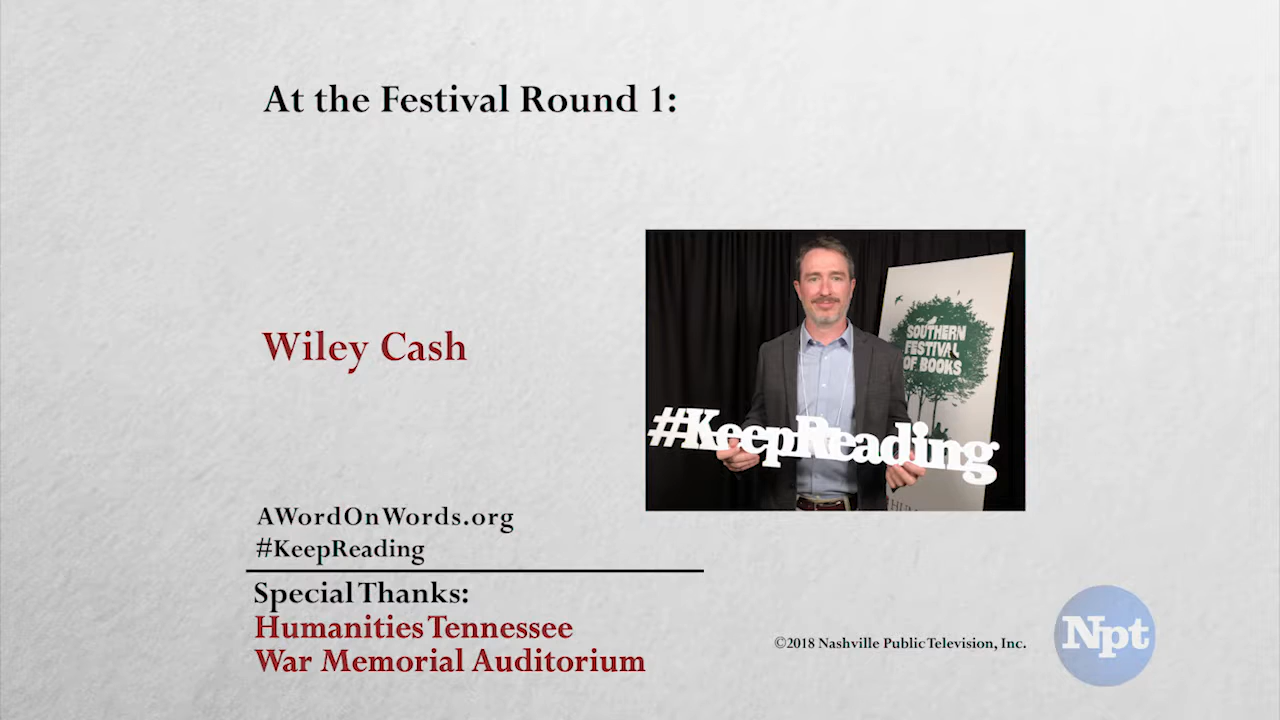 At the Festival Round 1:
Wiley Cash
SOUTHERN
FESTIVAL
OF BOOKS
#KeepReading
AWordOnWords.org
#KeepReading
Special Thanks:
Humanities Tennessee
War Memorial Auditorium
©2018 Nashville Public Television, Inc.
Npt